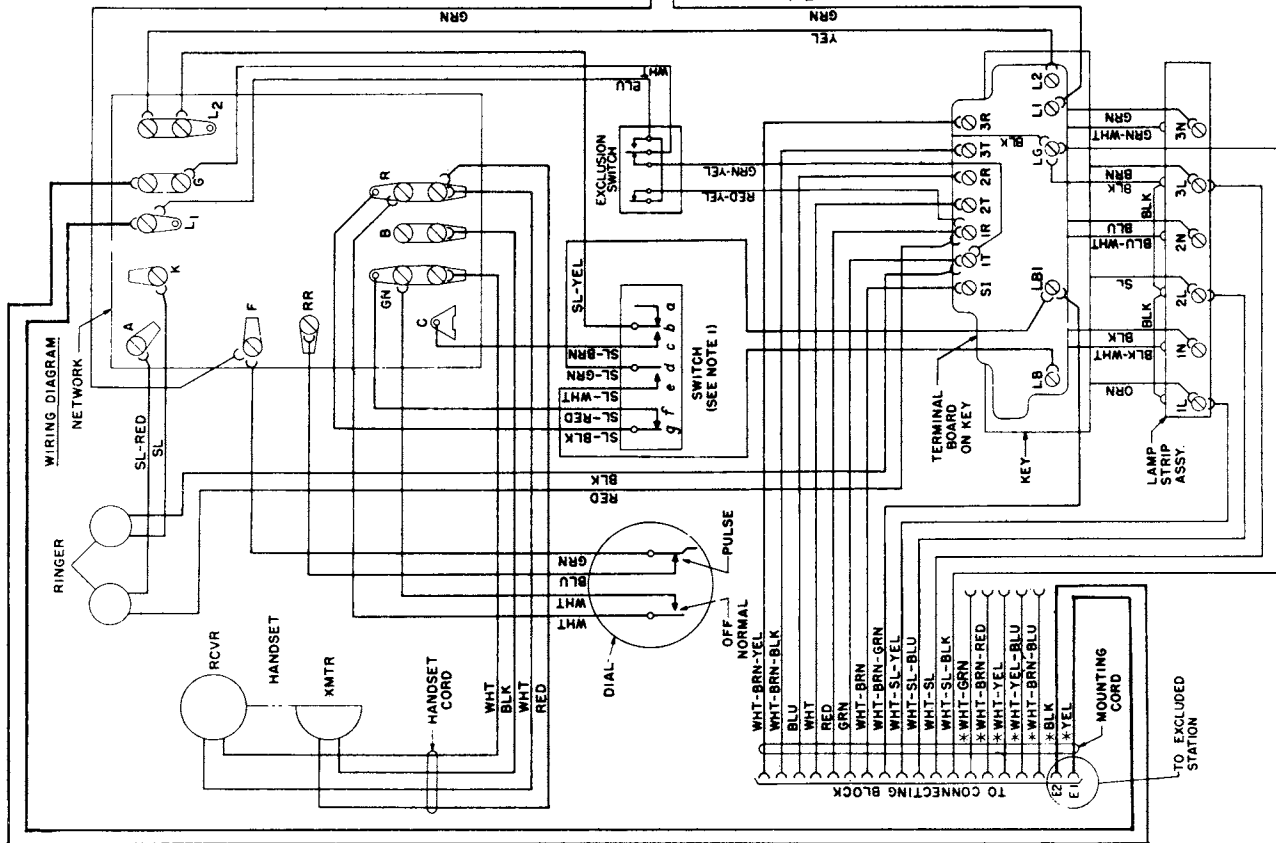 GRN
GRN
YEL
WIRING DIAGRAM
NETWORK
L2
G
L1
K
A
F
RR
R
B
GN
C
SL-RED
SL
WHT
BLU
EXCLUSION
SWITCH
GRN-YEL
RED-YEL
RINGER
BLK
RED
SL-YEL
SL-BRN
SL-GRN
SL-WHT
SL-RED
SL-BLK
a
b
c
d
e
f
g
SWITCH
(SEE NOTE 1)
RCVR
HANDSET
XMTR
HANDSET
CORD
WHT
BLK
WHT
RED
GRN
BLU
WHT
WHT
DIAL
PULSE
OFF
NORMAL
TERMINAL
BOARD
ON KEY
KEY
3R
3T
2R
2T
1R
1T
S1
L2
L1
LG
LB1
LB
BLK
GRN
GRN-WHT
BRN
BLK
BLK
BLU
BLU-WHT
SL
BLK
BLK
BLK-WHT
ORN
3N
3L
2N
2L
1N
1L
LAMP
STRIP
ASSY.
WHT-BRN-YEL
WHT-BRN-BLK
BLU
WHT
RED
GRN
WHT-BRN
WHT-BRN-GRN
WHT-SL-YEL
WHT-SL-BLU
WHT-SL
WHT-SL-BLK
*WHT-GRN
*WHT-BRN-RED
*WHT-YEL
*WHT-YEL-BLU
*WHT-BRN-BLU
*BLK
*YEL
MOUNTING
CORD
TO CONNECTING BLOCK
E2
E1
TO EXCLUDED
STATION